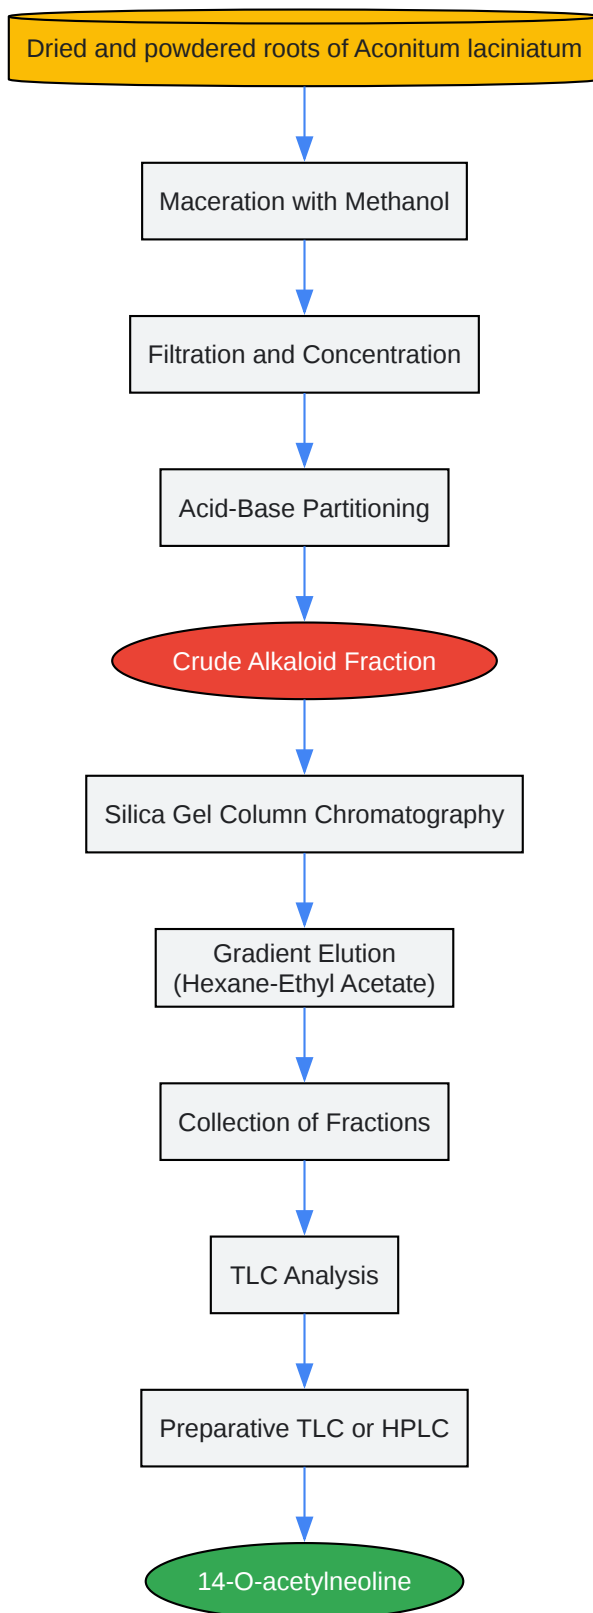 Dried and powdered roots of Aconitum laciniatum
Maceration with Methanol
Filtration and Concentration
Acid-Base Partitioning
Crude Alkaloid Fraction
Silica Gel Column Chromatography
Gradient Elution
(Hexane-Ethyl Acetate)
Collection of Fractions
TLC Analysis
Preparative TLC or HPLC
14-O-acetylneoline